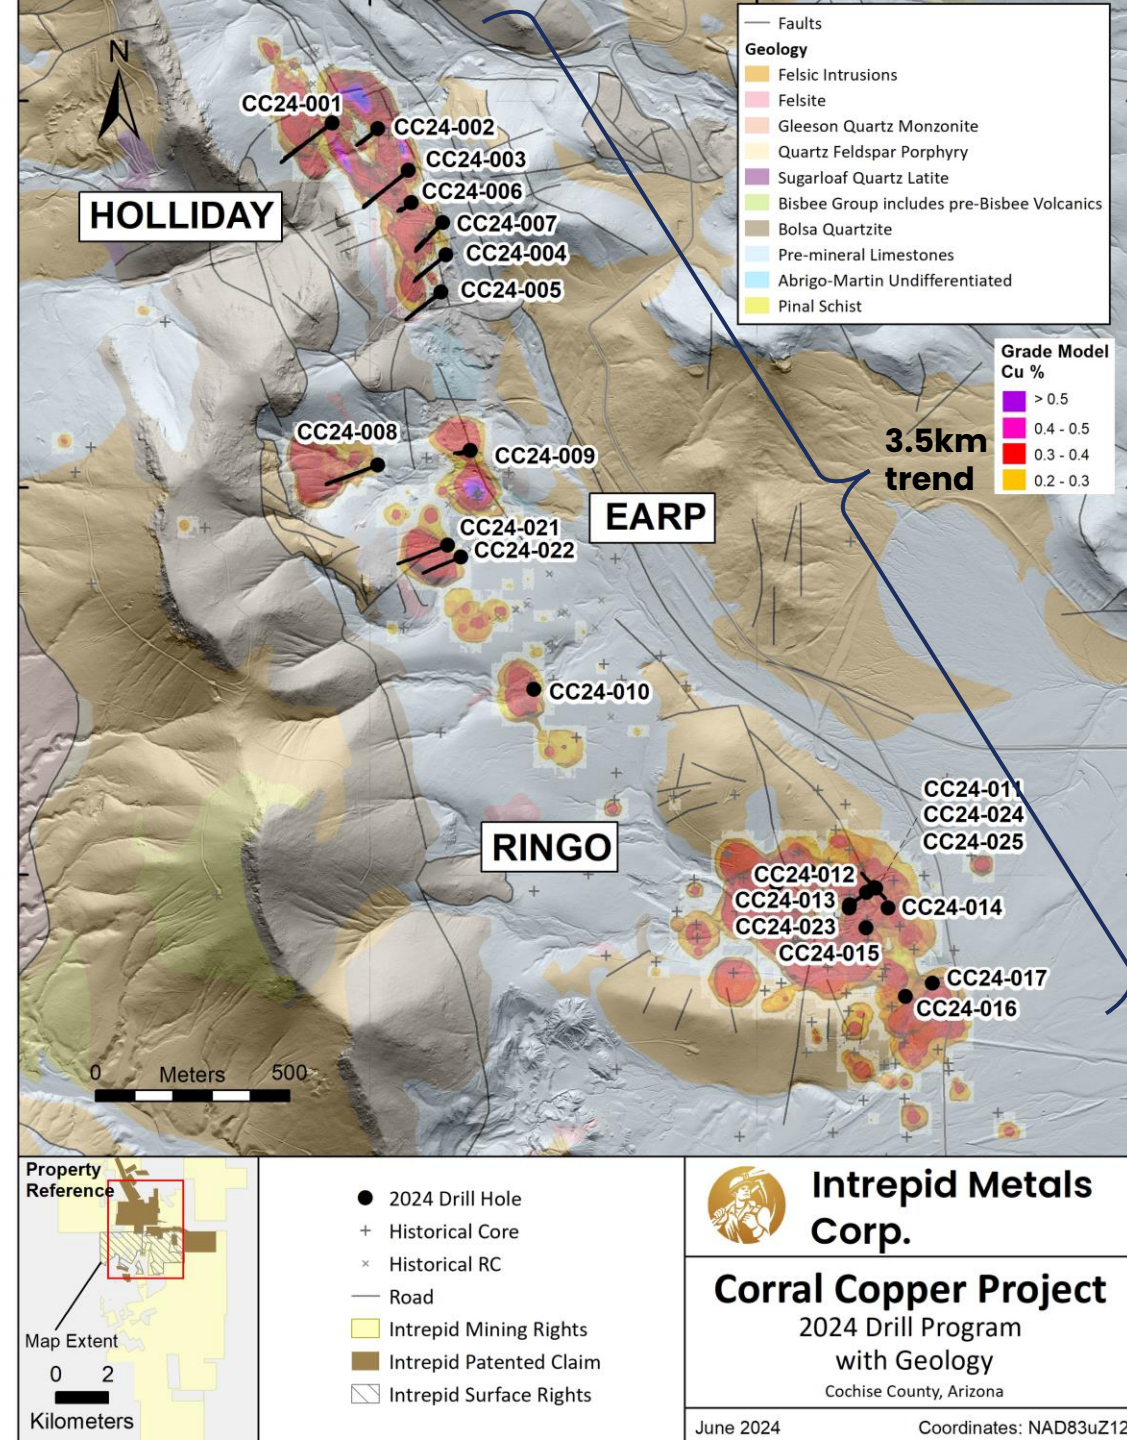 N
CC24-001
CC24-002
CC24-003
CC24-006
CC24-007
CC24-004
CC24-005
HOLLIDAY
Faults
Geology
Felsic Intrusions
Felsite
Gleeson Quartz Monzonite
Quartz Feldspar Porphyry
Sugarloaf Quartz Latite
Bisbee Group includes pre-Bisbee Volcanics
Bolsa Quartzite
Pre-mineral Limestones
Abrigo-Martin Undifferentiated
Pinal Schist
Grade Model
Cu %
> 0.5
0.4 - 0.5
0.3 - 0.4
0.2 - 0.3
3.5km
trend
CC24-008
CC24-009
EARP
CC24-021
CC24-022
CC24-010
RINGO
CC24-011
CC24-024
CC24-025
CC24-012
CC24-013
CC24-014
CC24-023
CC24-015
CC24-017
CC24-016
0 Meters 500
Property
Reference
Map Extent
0 2
Kilometers
2024 Drill Hole
Historical Core
Historical RC
Road
Intrepid Mining Rights
Intrepid Patented Claim
Intrepid Surface Rights
Intrepid Metals
Corp.
Corral Copper Project
2024 Drill Program
with Geology
Cochise County, Arizona
June 2024 Coordinates: NAD83uZ12